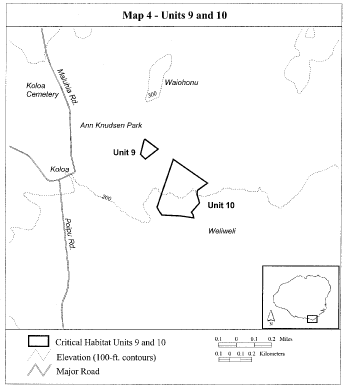 Map 4 - Units 9 and 10
Koloa
Cemetery
Maluhia Rd.
Waiohonu
300
Ann Knudsen Park
Unit 9
Koloa
200
Unit 10
Poipu Rd.
Weliweli
N
Critical Habitat Units 9 and 10
Elevation (100-ft. contours)
Major Road
0.1 0 0.1 0.2 Miles
0.1 0 0.1 0.2 Kilometers